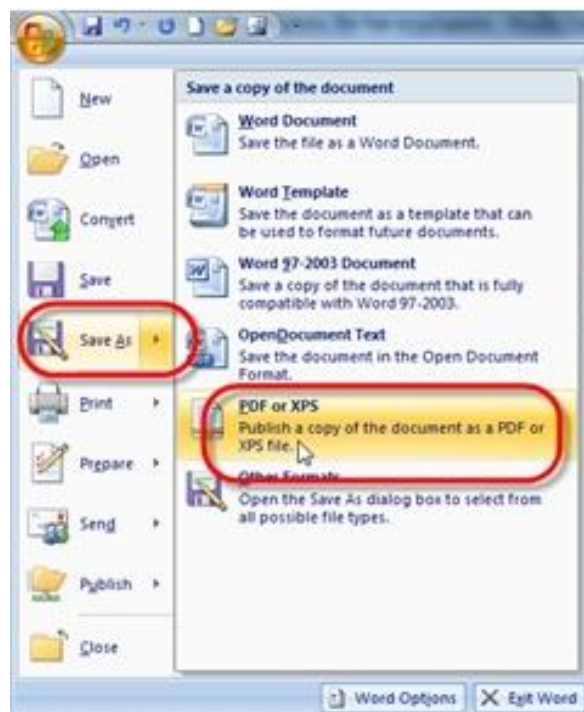 New
Open
Convert
Save
Save As
Print
Prepare
Send
Publish
Close
Save a copy of the document
Word Document
Save the file as a Word Document.
Word Template
Save the document as a template that can
be used to format future documents.
Word 97-2003 Document
Save a copy of the document that is fully
compatible with Word 97-2003.
OpenDocument Text
Save the document in the Open Document
Format.
PDF or XPS
Publish a copy of the document as a PDF or
XPS file.
Other Formats
Open the Save As dialog box to select from
all possible file types.
Word Options
Exit Word